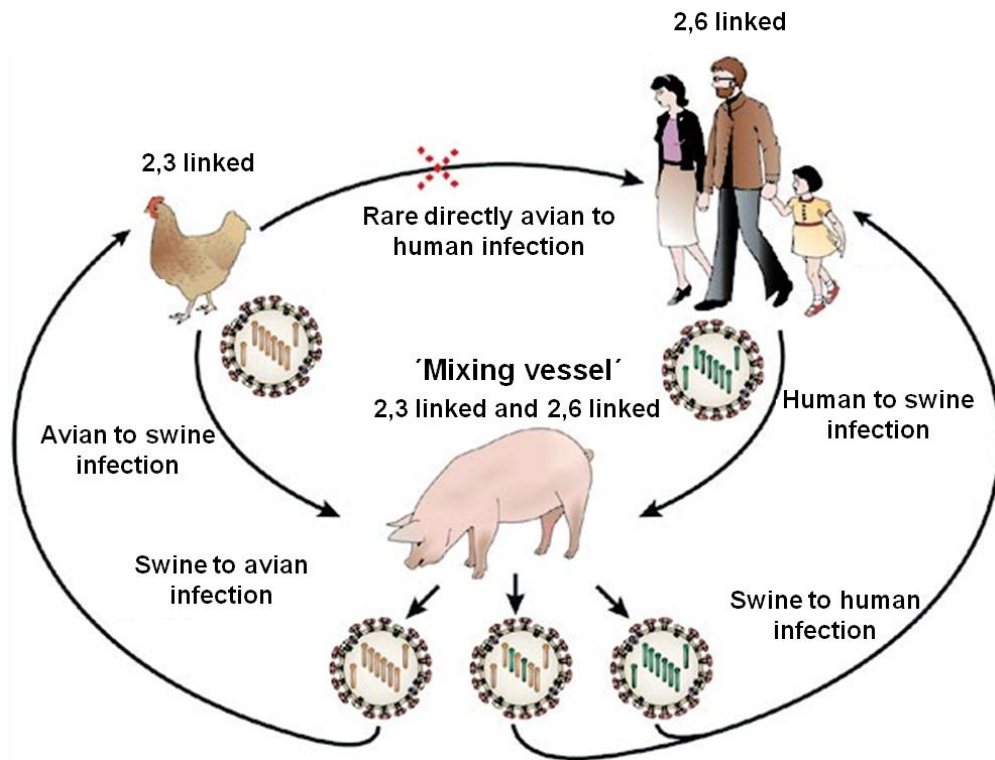 2,6 linked
2,3 linked
Rare directly avian to
human infection
´Mixing vessel´
2,3 linked and 2,6 linked
Avian to swine
infection
Human to swine
infection
Swine to avian
infection
Swine to human
infection